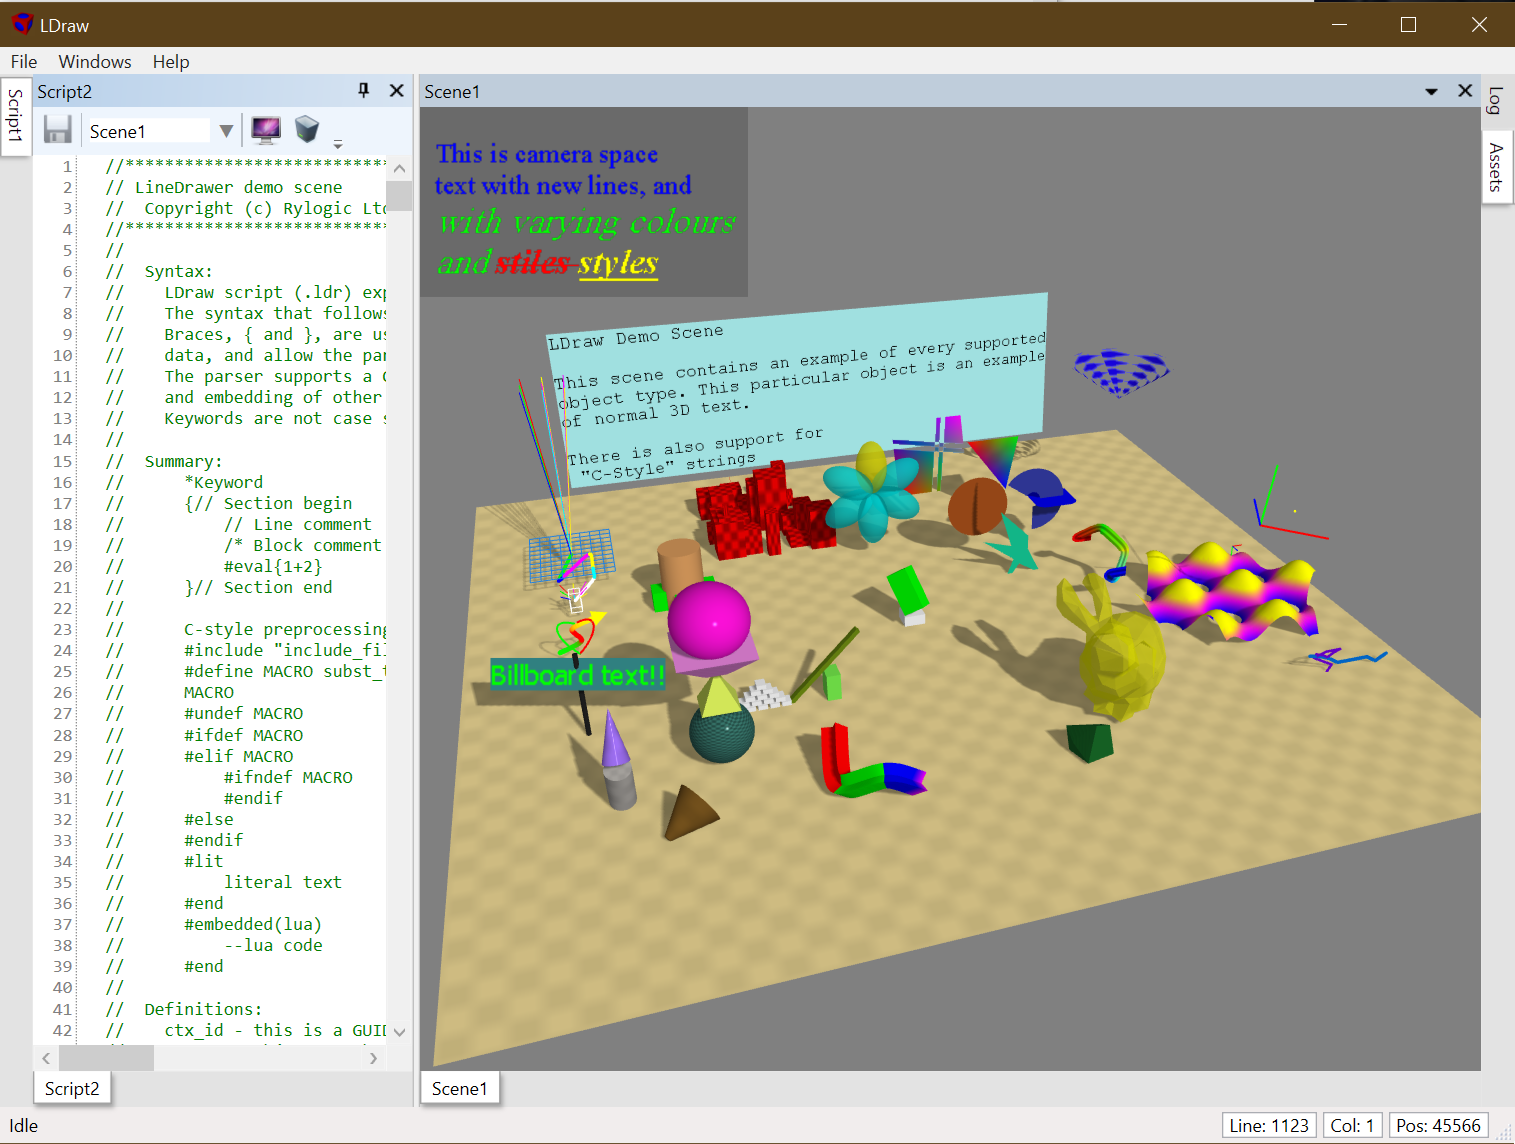 LDraw
File Windows Help
Script1
Script2
Scene1
1 //**************************
2 // LineDrawer demo scene
3 // Copyright (c) Rylogic
4 //**************************
5 //
6 // Syntax:
7 // LDraw script (.ldr)
8 // The syntax that follows
9 // Braces, { and }, are
10 // data, and allow the
11 // The parser supports a
12 // and embedding of other
13 // Keywords are not case
14 //
15 // Summary:
16 // *Keyword
17 // {// Section begin
18 // // Line comment
19 // /* Block comment
20 // #eval{1+2}
21 // }// Section end
22 //
23 // C-style preprocessing
24 // #include "include_fil
25 // #define MACRO subst_
26 // MACRO
27 // #undef MACRO
28 // #ifdef MACRO
29 // #elif MACRO
30 // #ifndef MACRO
31 // #endif
32 // #else
33 // #endif
34 // #lit
35 // literal text
36 // #end
37 // #embedded(lua)
38 // --lua code
39 // #end
40 //
41 // Definitions:
42 // ctx_id - this is a GUID
Script2
Scene1
This is camera space
text with new lines, and
with varying colours
and stiles styles
LDraw Demo Scene
This scene contains an example of every supported
object type. This particular object is an example
of normal 3D text.
There is also support for
"C-Style" strings
Billboard text!!
Scene1
Log
Assets
Idle
Line: 1123 Col: 1 Pos: 45566